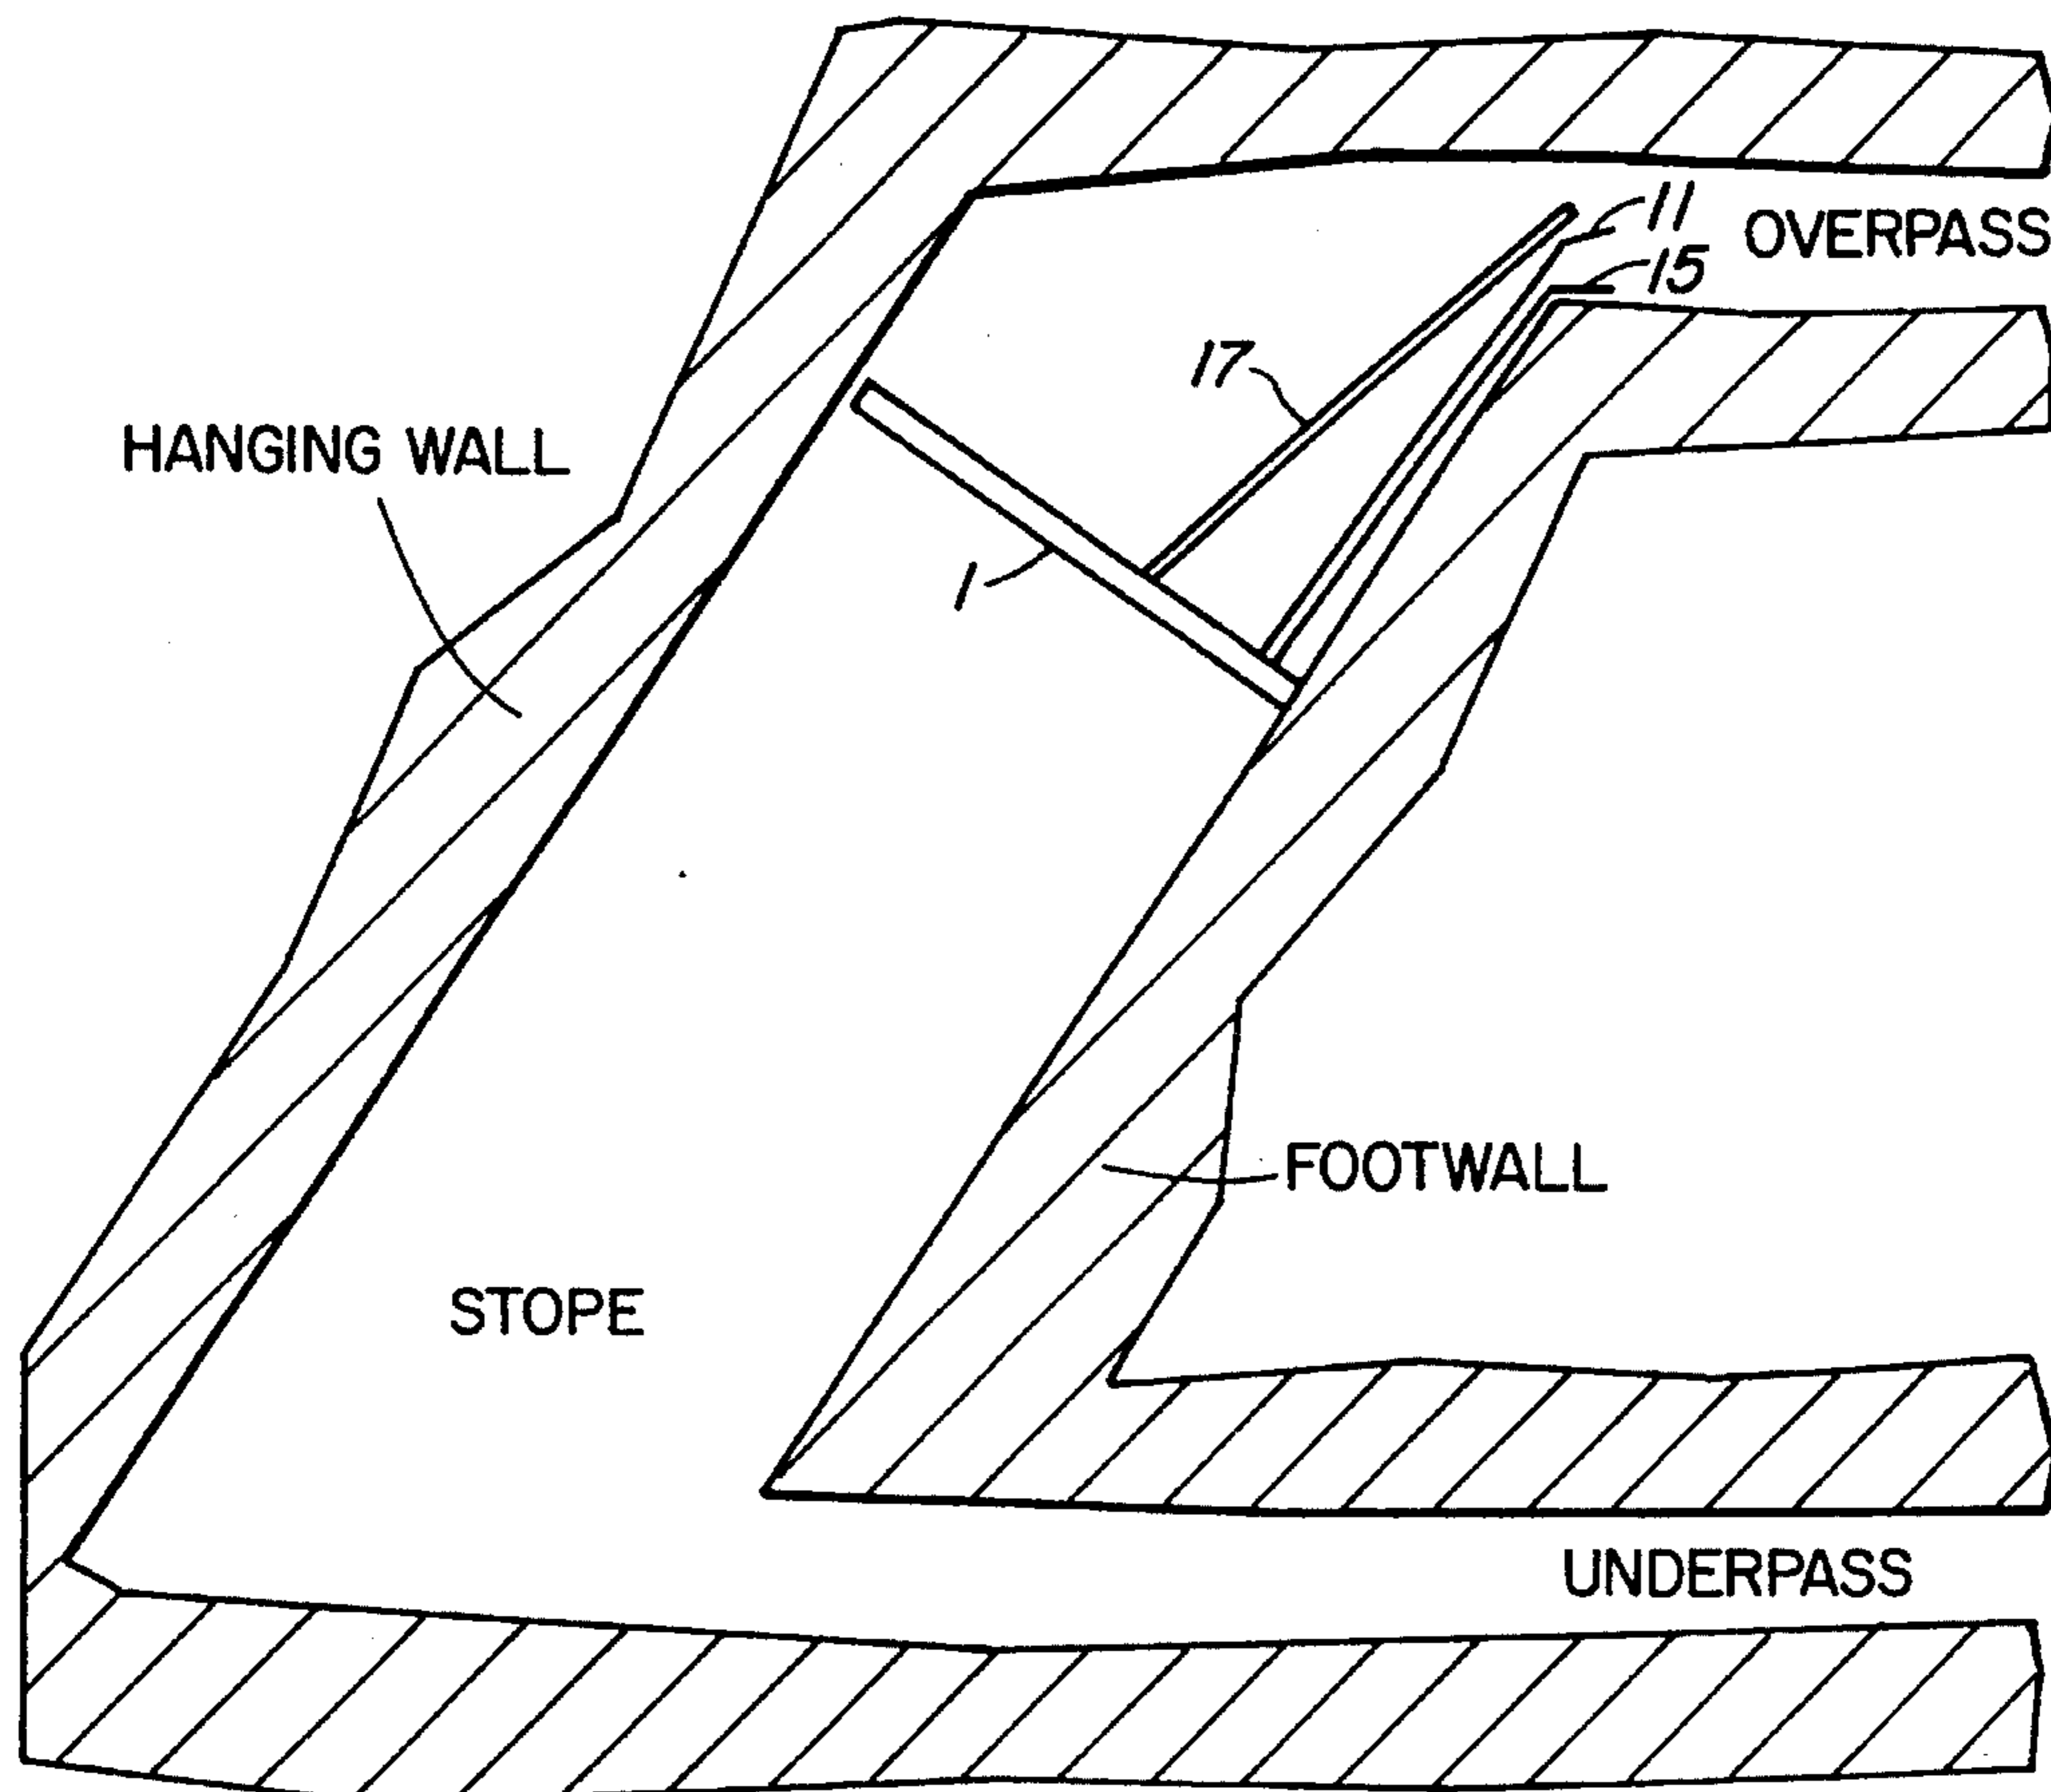 11
OVERPASS
15
17
HANGING WALL
1
FOOTWALL
STOPE
UNDERPASS